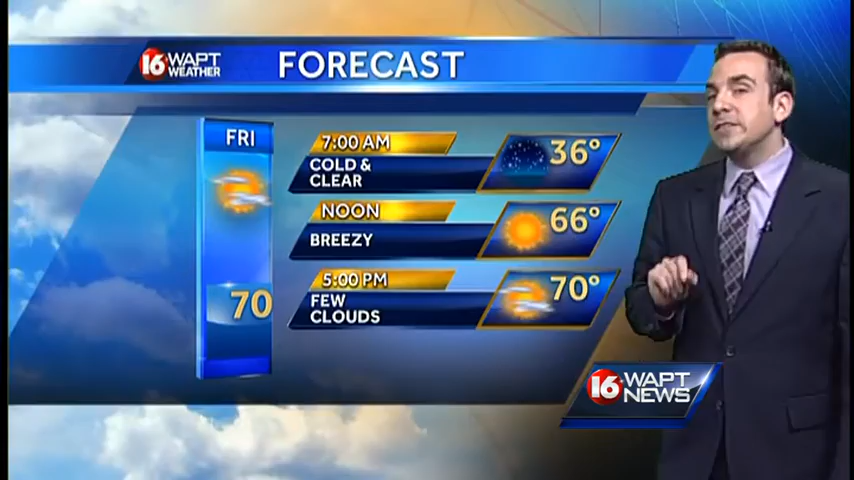 16 WAPT
WEATHER
FORECAST
FRI
70
7:00 AM
COLD &
CLEAR
36°
NOON
BREEZY
66°
5:00 PM
FEW
CLOUDS
70°
16 WAPT
NEWS